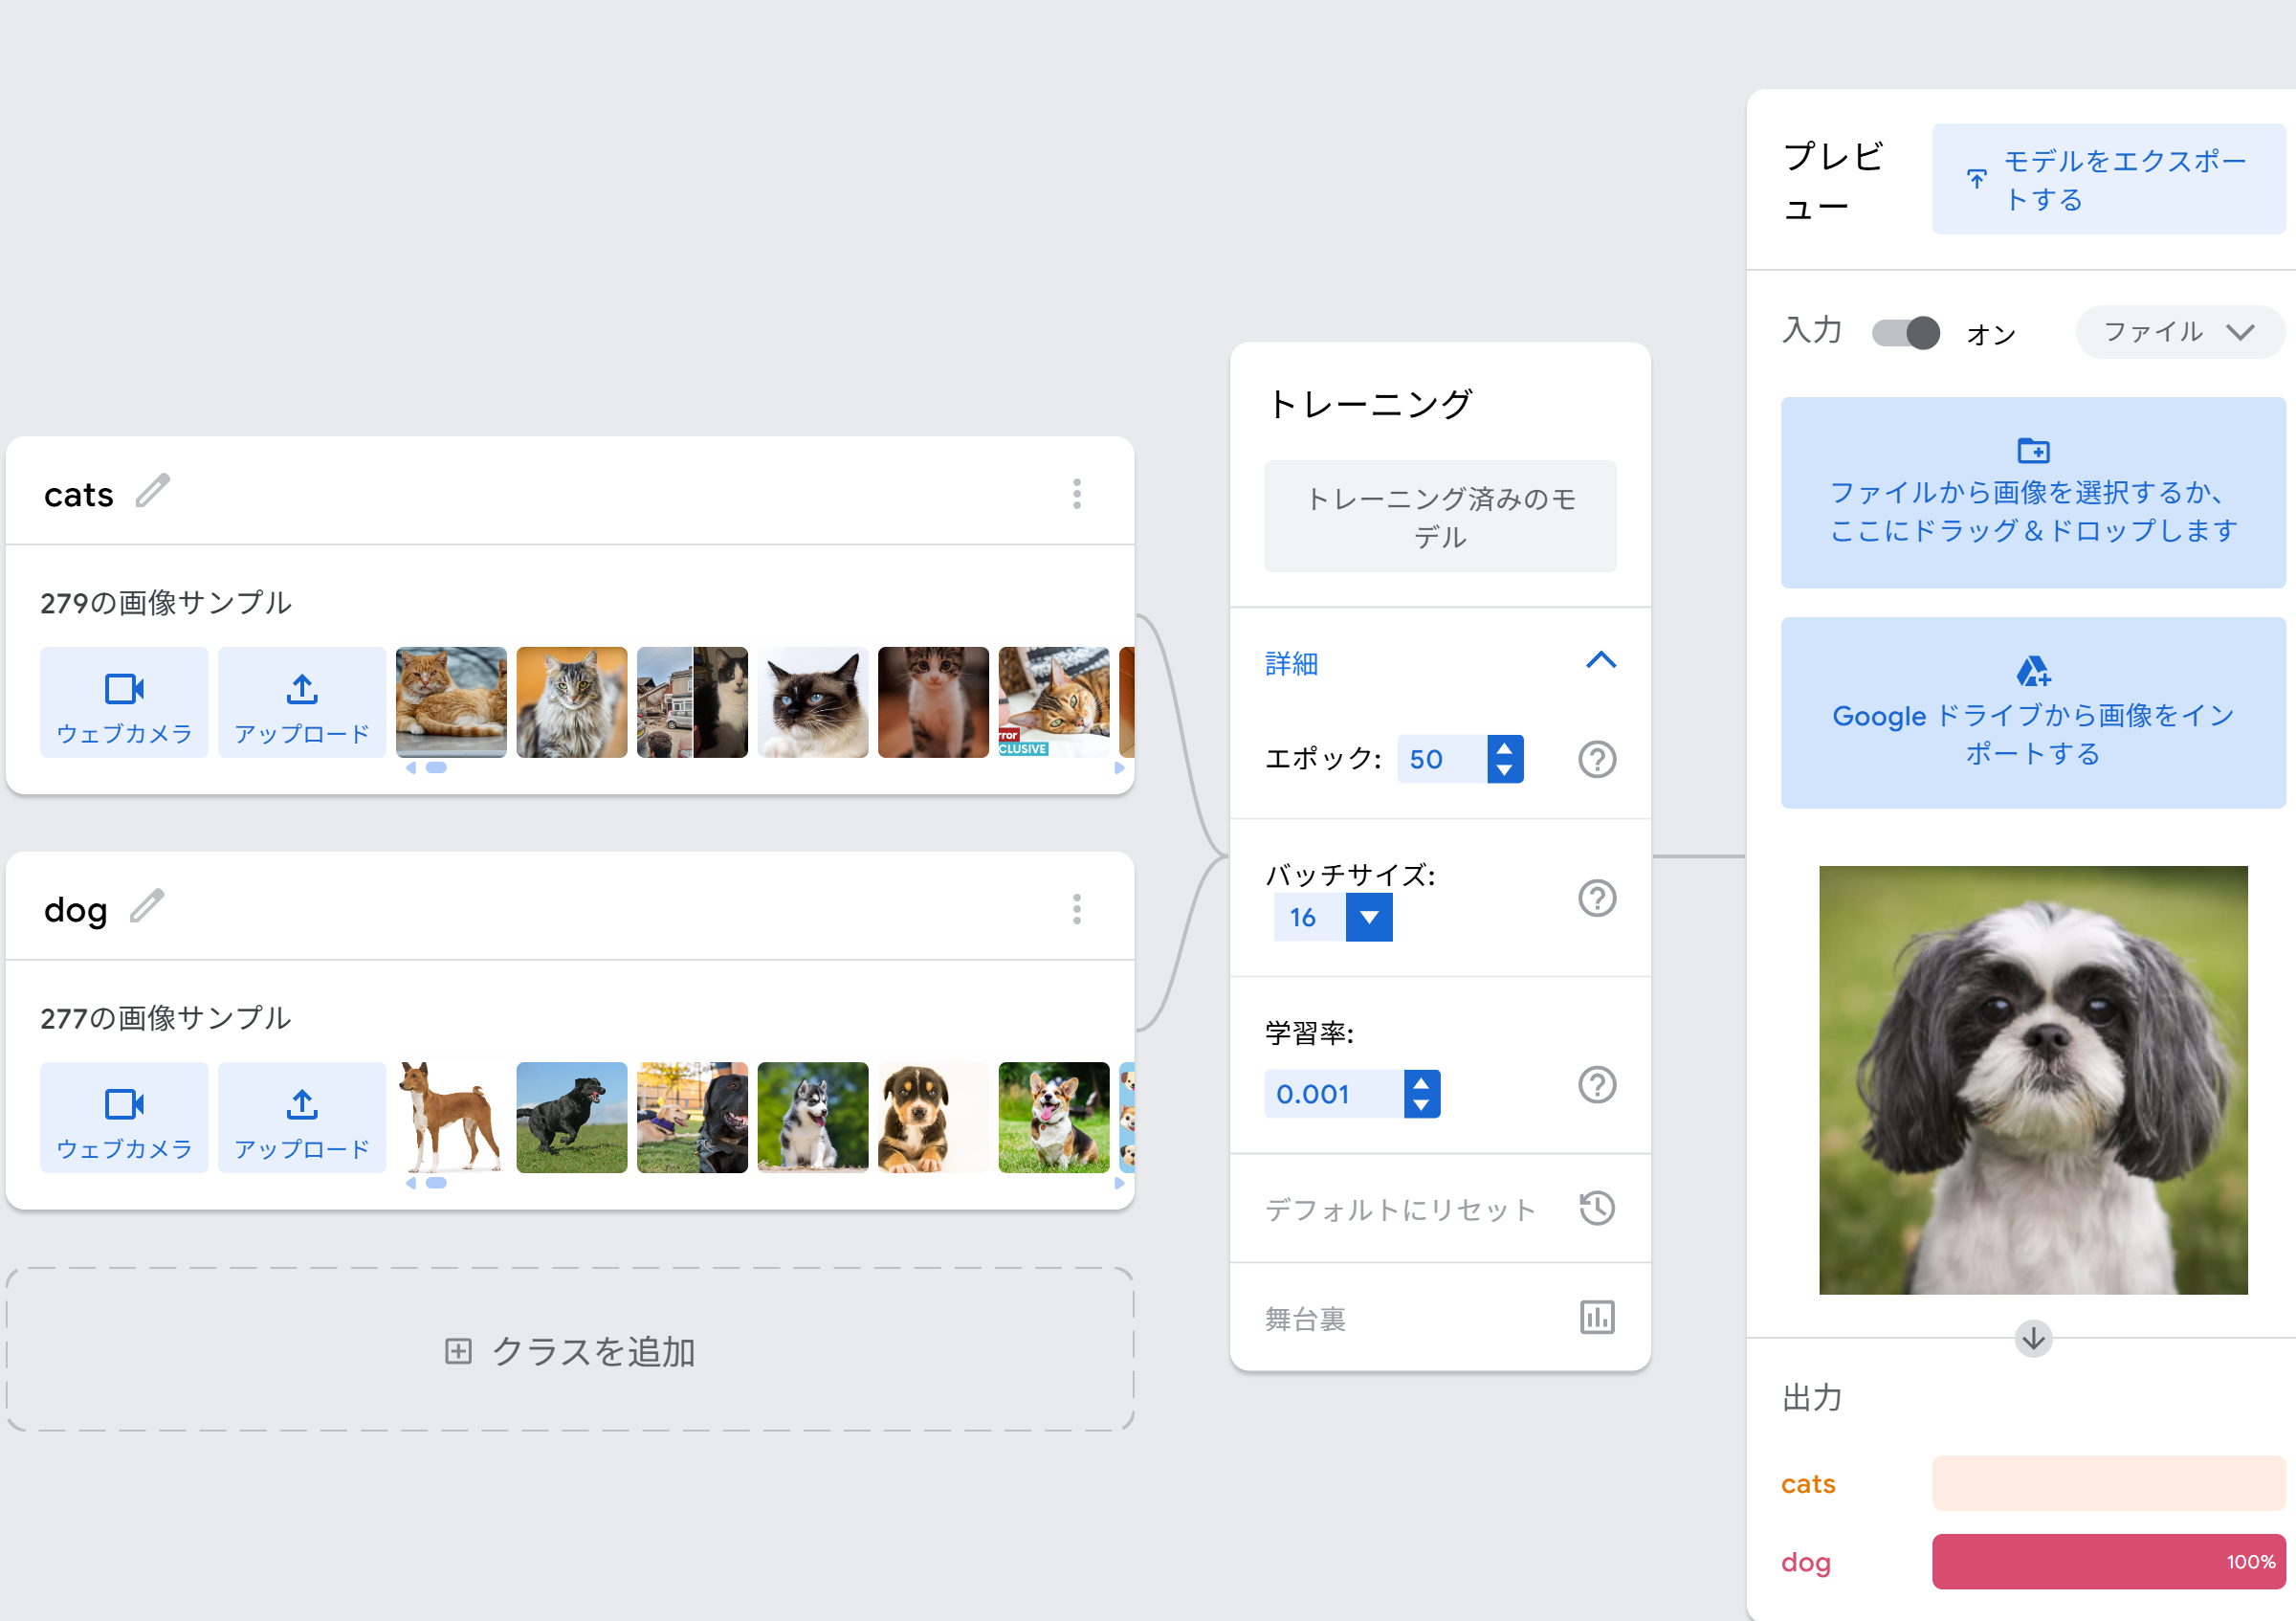 cats
279の画像サンプル
ウェブカメラ
アップロード
rror
CLUSIVE
dog
277の画像サンプル
ウェブカメラ
アップロード
クラスを追加
トレーニング
トレーニング済みのモ
デル
詳細
エポック: 50
バッチサイズ:
16
学習率:
0.001
デフォルトにリセット
舞台裏
プレビ
ュー
モデルをエクスポー
トする
入力 オン ファイル
ファイルから画像を選択するか、
ここにドラッグ＆ドロップします
Google ドライブから画像をイン
ポートする
出力
cats
dog 100%